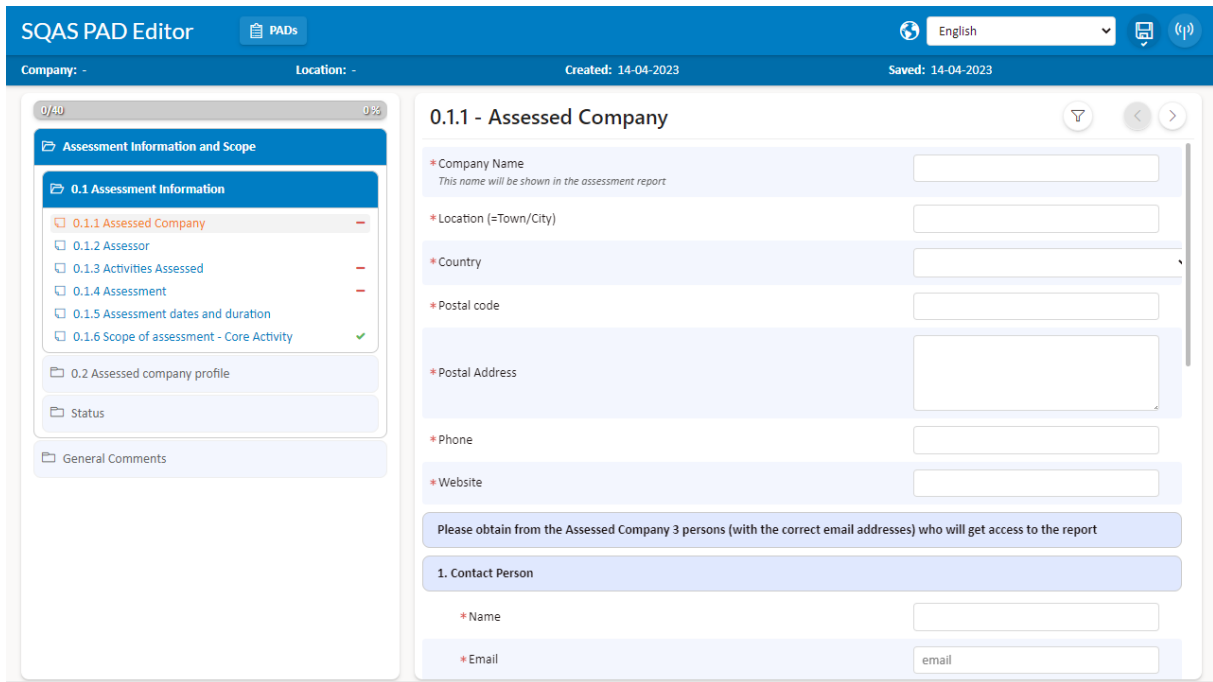 SQAS PAD Editor
PADs
English
Company: -
Location: -
Created: 14-04-2023
Saved: 14-04-2023
0/40
0 %
Assessment Information and Scope
0.1 Assessment Information
0.1.1 Assessed Company
0.1.2 Assessor
0.1.3 Activities Assessed
0.1.4 Assessment
0.1.5 Assessment dates and duration
0.1.6 Scope of assessment - Core Activity
0.2 Assessed company profile
Status
General Comments
0.1.1 - Assessed Company
* Company Name
This name will be shown in the assessment report
* Location (=Town/City)
* Country
* Postal code
* Postal Address
* Phone
* Website
Please obtain from the Assessed Company 3 persons (with the correct email addresses) who will get access to the report
1. Contact Person
* Name
* Email
email